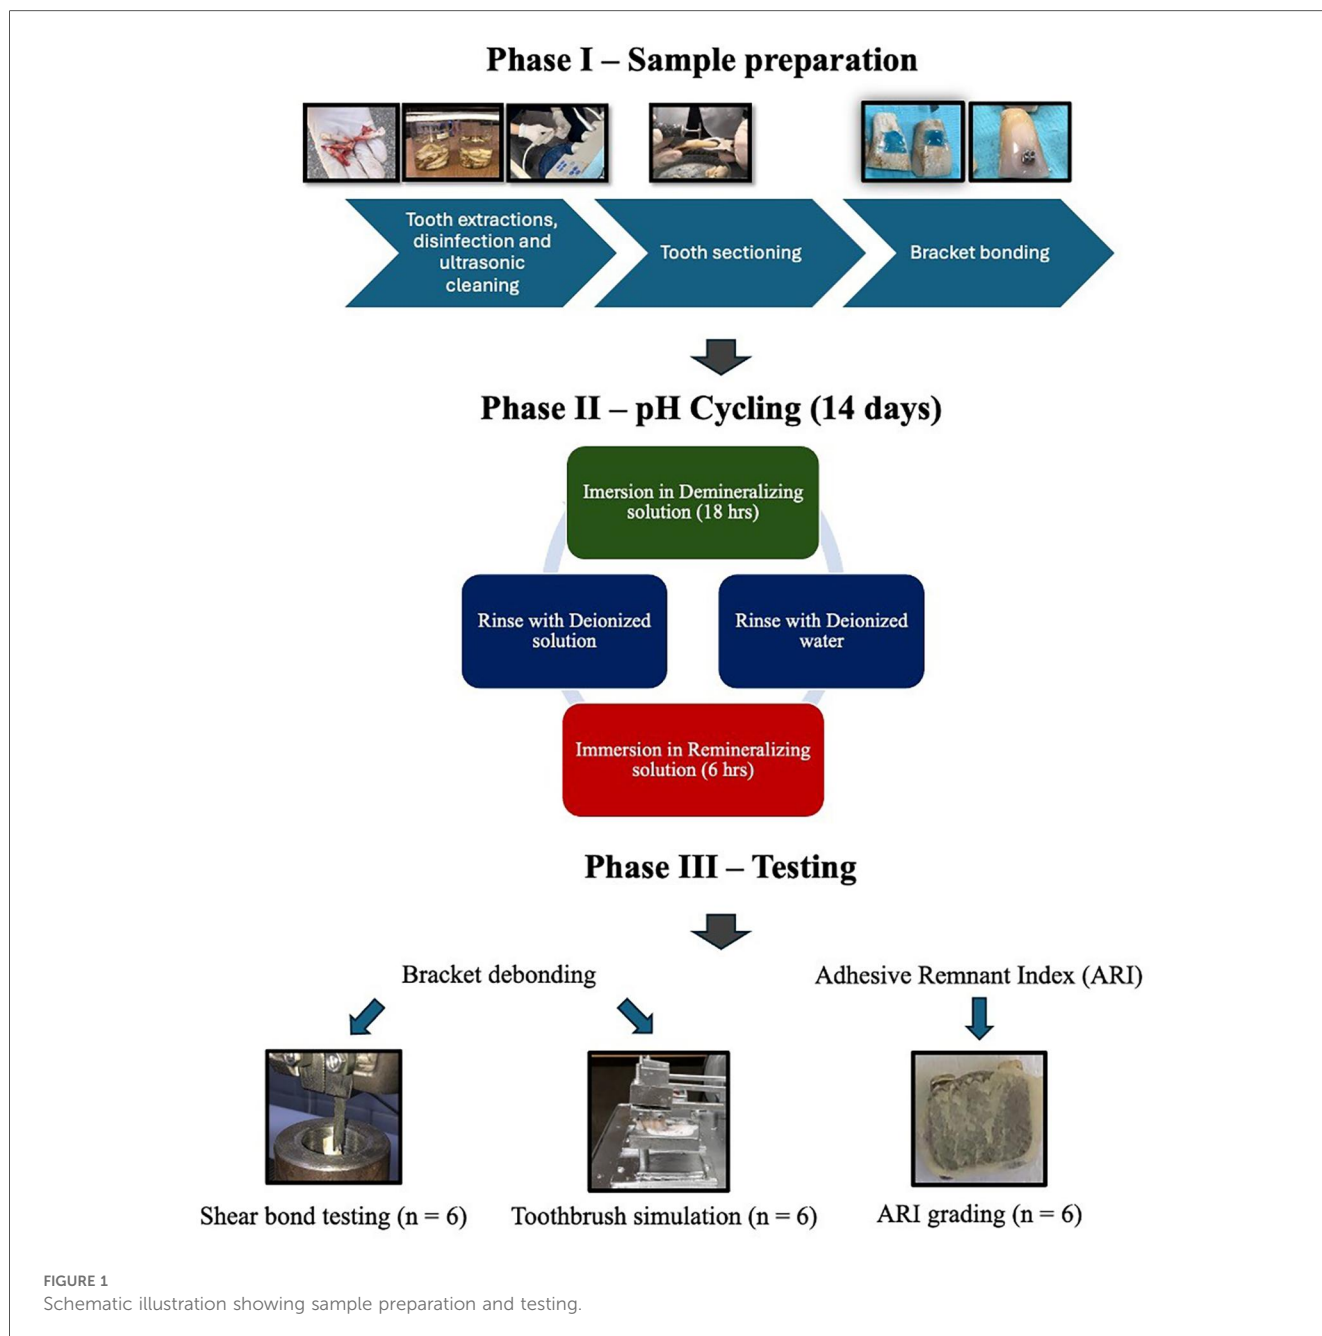 Phase I – Sample preparation
Tooth extractions,
disinfection and
ultrasonic
cleaning
Tooth sectioning
Bracket bonding
Phase II – pH Cycling (14 days)
Imersion in Demineralizing
solution (18 hrs)
Rinse with Deionized
solution
Rinse with Deionized
water
Immersion in Remineralizing
solution (6 hrs)
Phase III – Testing
Bracket debonding
Adhesive Remnant Index (ARI)
Shear bond testing (n = 6)
Toothbrush simulation (n = 6)
ARI grading (n = 6)
FIGURE 1
Schematic illustration showing sample preparation and testing.